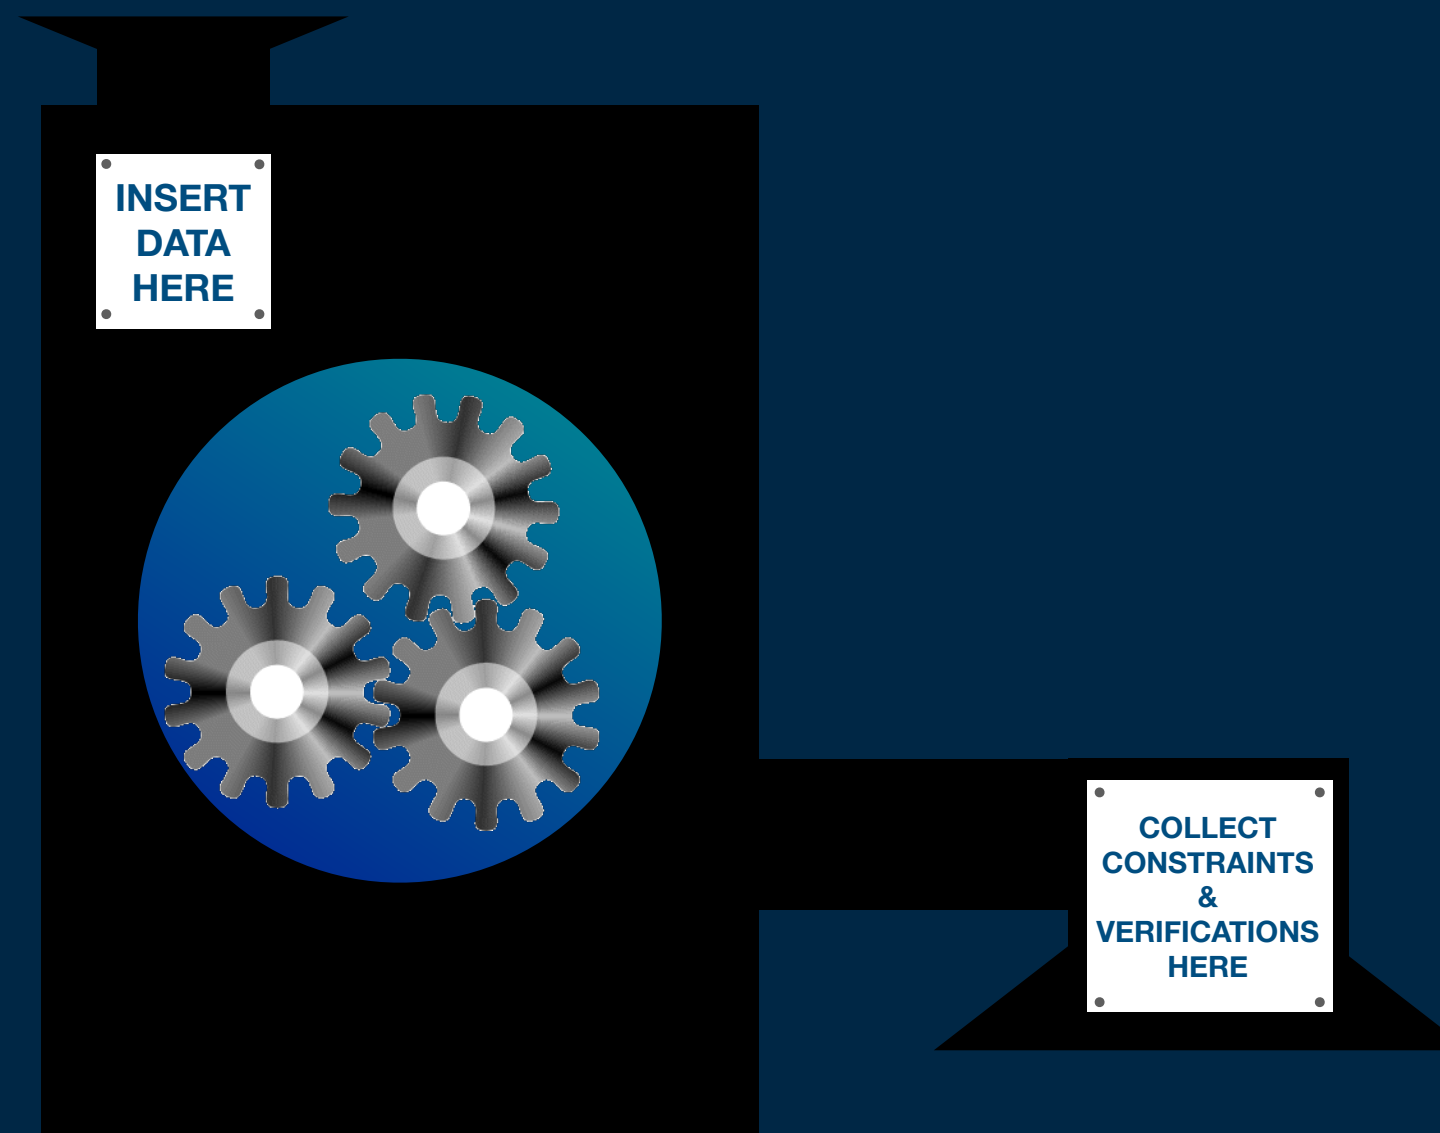 INSERT
DATA
HERE
COLLECT
CONSTRAINTS
&
VERIFICATIONS
HERE